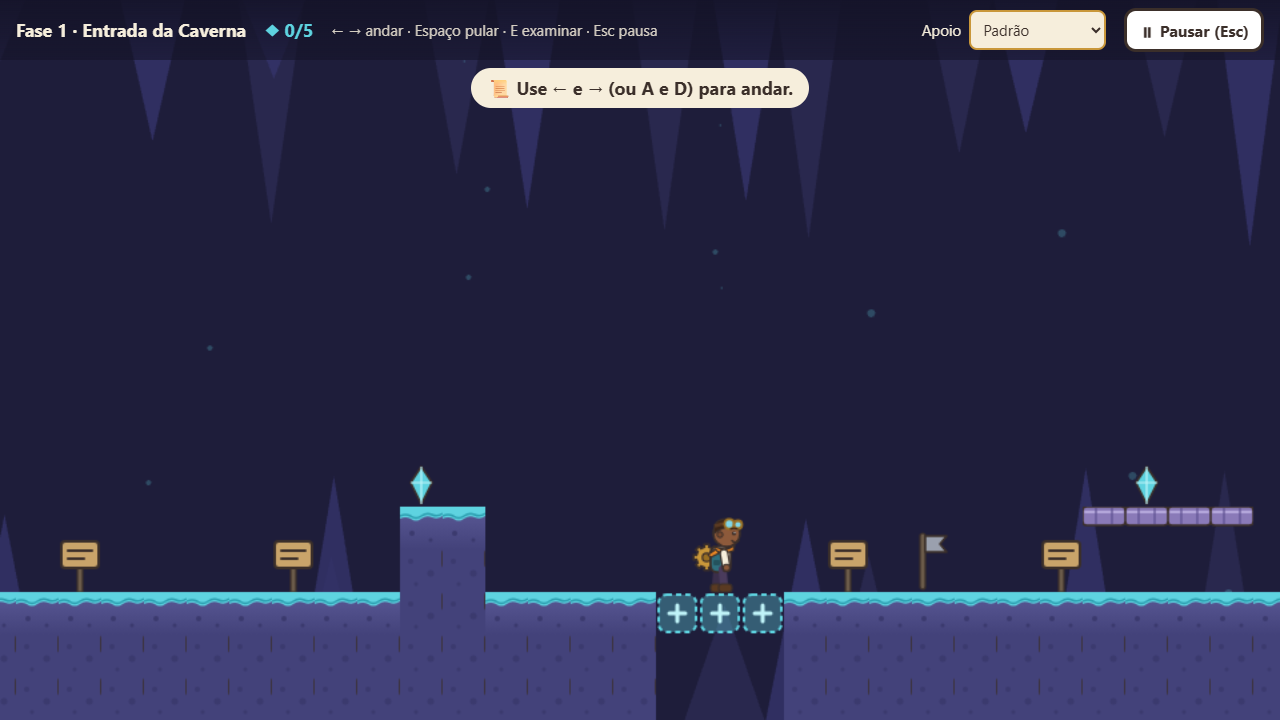 Fase 1 · Entrada da Caverna ◆ 0/5 ← → andar · Espaço pular · E examinar · Esc pausa Apoio Padrão ⏸ Pausar (Esc)
📜 Use ← e → (ou A e D) para andar.